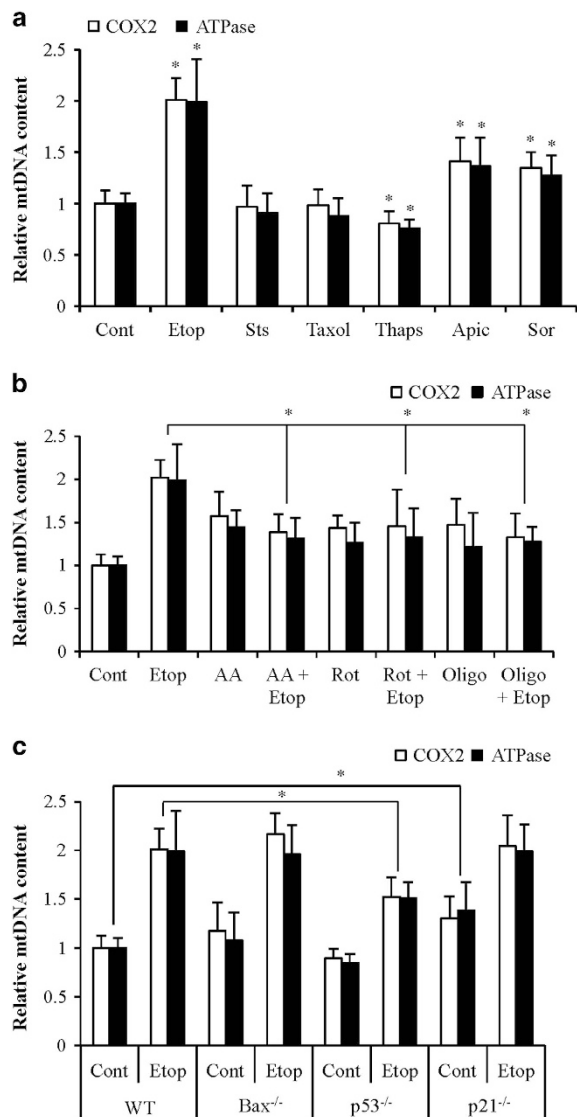 a
COX2 ATPase
Relative mtDNA content
2.5
* *
2
1.5
* * * *
1
* *
0.5
0
Cont Etop Sts Taxol Thaps Apic Sor
b
COX2 ATPase
Relative mtDNA content
2.5
* * *
2
1.5
1
0.5
0
Cont Etop AA AA + Rot Rot + Oligo Oligo
Etop Etop + Etop
c
COX2 ATPase
Relative mtDNA content
*
2.5
*
2
1.5
1
0.5
0
Cont Etop Cont Etop Cont Etop Cont Etop
WT Bax-/- p53-/- p21-/-